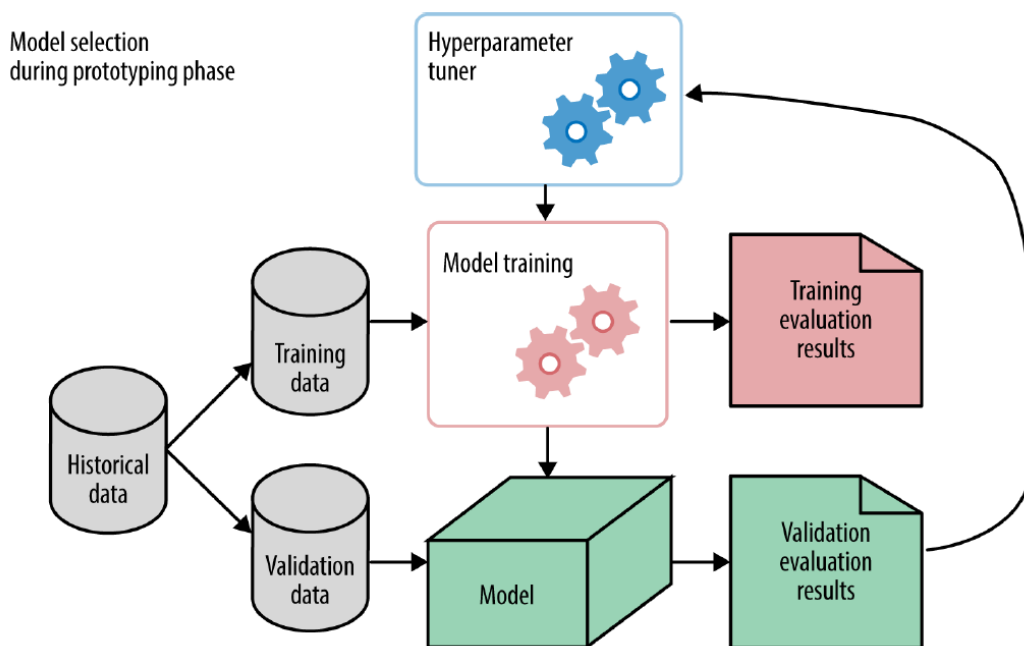 Model selection
during prototyping phase
Hyperparameter
tuner
Model training
Training
evaluation
results
Training
data
Historical
data
Validation
data
Model
Validation
evaluation
results